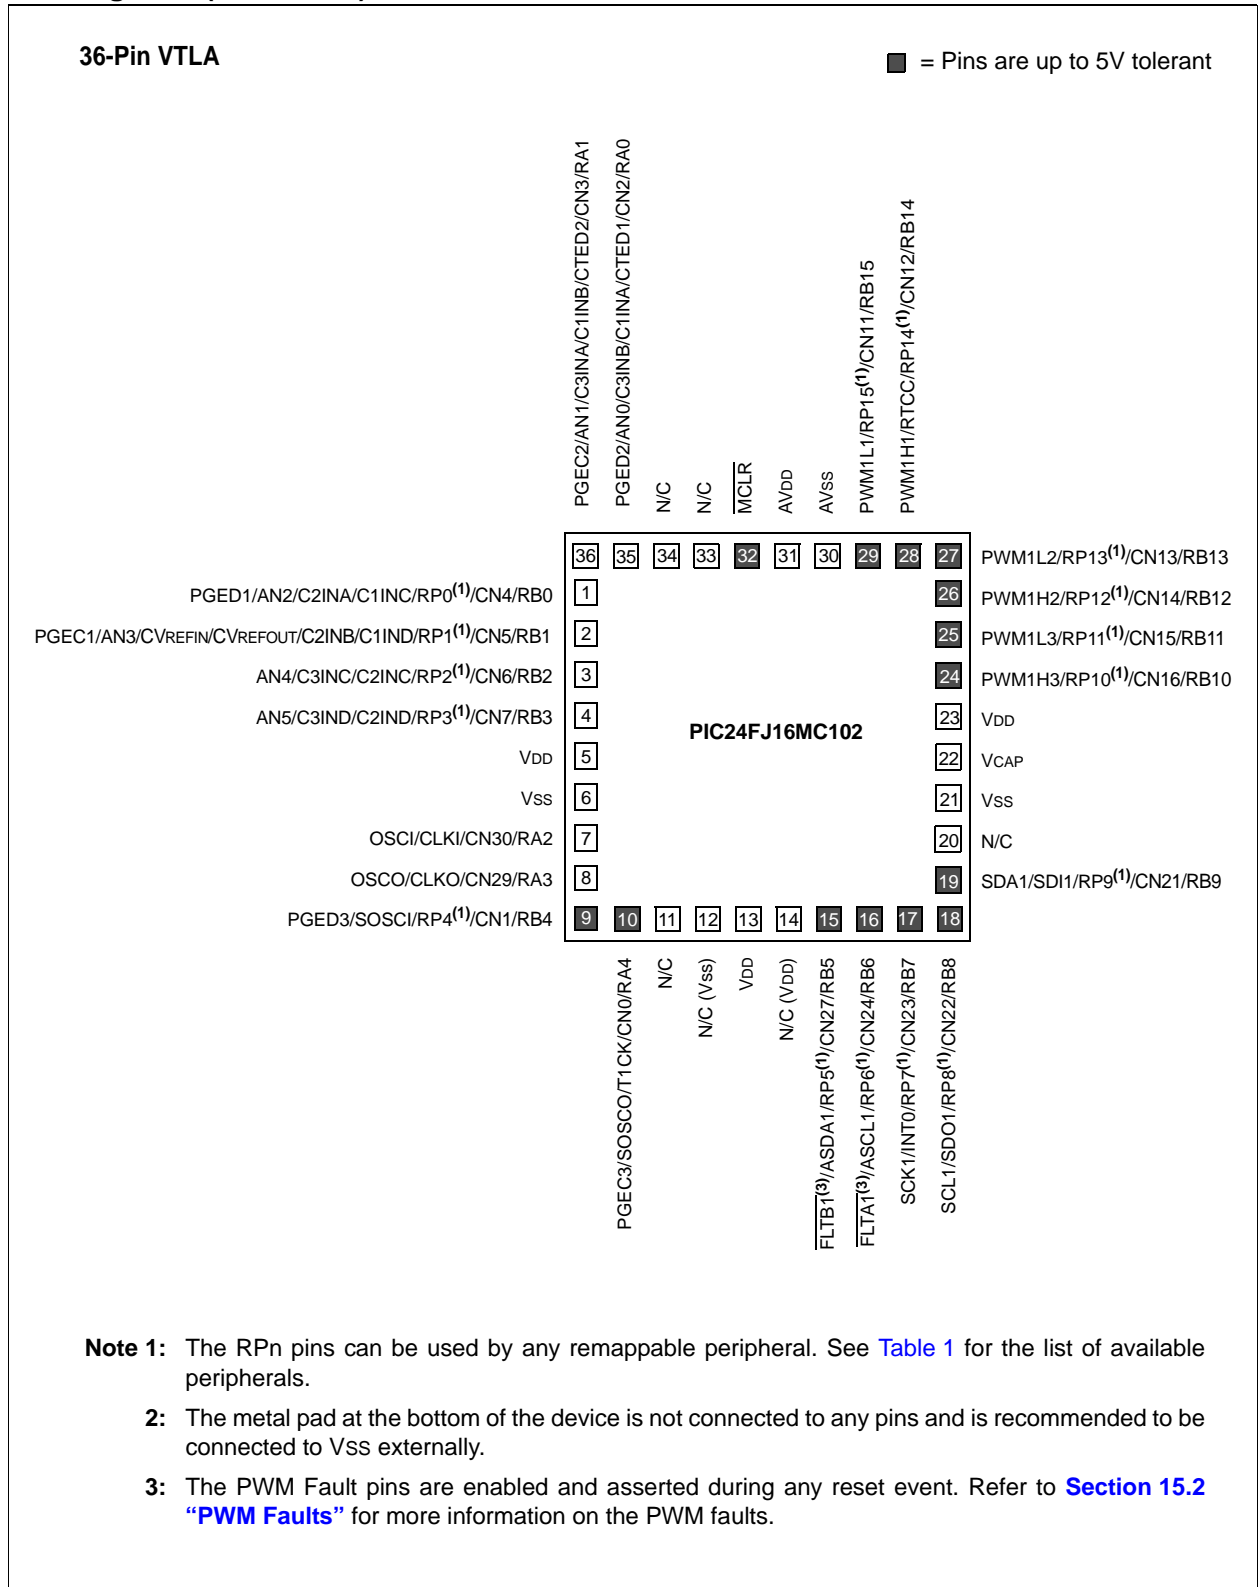 36-Pin VTLA
= Pins are up to 5V tolerant
PGEC2/AN1/C3INA/C1INB/CTED2/CN3/RA1
PGED2/AN0/C3INB/C1INA/CTED1/CN2/RA0
N/C
N/C
MCLR
AVDD
AVSS
PWM1L1/RP15(1)/CN11/RB15
PWM1H1/RTCC/RP14(1)/CN12/RB14
36 35 34 33 32 31 30 29 28 27 PWM1L2/RP13(1)/CN13/RB13
PGED1/AN2/C2INA/C1INC/RP0(1)/CN4/RB0 1 26 PWM1H2/RP12(1)/CN14/RB12
PGEC1/AN3/CVREFIN/CVREFOUT/C2INB/C1IND/RP1(1)/CN5/RB1 2 25 PWM1L3/RP11(1)/CN15/RB11
AN4/C3INC/C2INC/RP2(1)/CN6/RB2 3 24 PWM1H3/RP10(1)/CN16/RB10
AN5/C3IND/C2IND/RP3(1)/CN7/RB3 4 23 VDD
PIC24FJ16MC102
VDD 5 22 VCAP
VSS 6 21 VSS
OSCI/CLKI/CN30/RA2 7 20 N/C
OSCO/CLKO/CN29/RA3 8 19 SDA1/SDI1/RP9(1)/CN21/RB9
PGED3/SOSCI/RP4(1)/CN1/RB4 9 10 11 12 13 14 15 16 17 18
PGEC3/SOSCO/T1CK/CN0/RA4
N/C
N/C (Vss)
VDD
N/C (VDD)
FLTB1(3)/ASDA1/RP5(1)/CN27/RB5
FLTA1(3)/ASCL1/RP6(1)/CN24/RB6
SCK1/INT0/RP7(1)/CN23/RB7
SCL1/SDO1/RP8(1)/CN22/RB8
Note 1: The RPn pins can be used by any remappable peripheral. See Table 1 for the list of available
peripherals.
2: The metal pad at the bottom of the device is not connected to any pins and is recommended to be
connected to VSS externally.
3: The PWM Fault pins are enabled and asserted during any reset event. Refer to Section 15.2
“PWM Faults” for more information on the PWM faults.